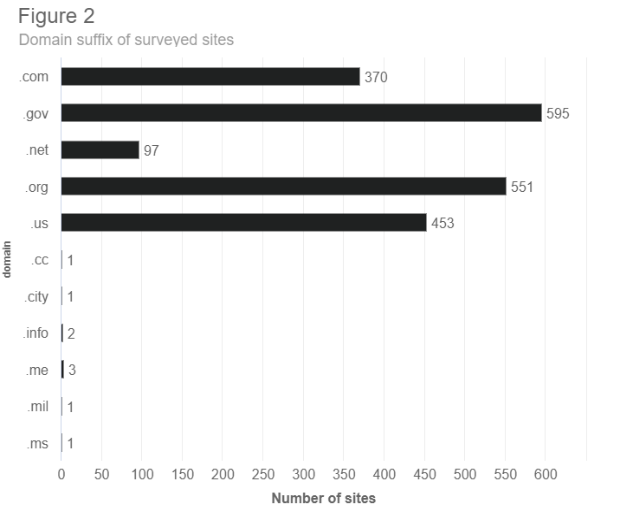 Figure 2
Domain suffix of surveyed sites
.com 370
.gov 595
.net 97
.org 551
.us 453
domain
.cc 1
.city 1
.info 2
.me 3
.mil 1
.ms 1
0 50 100 150 200 250 300 350 400 450 500 550 600
Number of sites